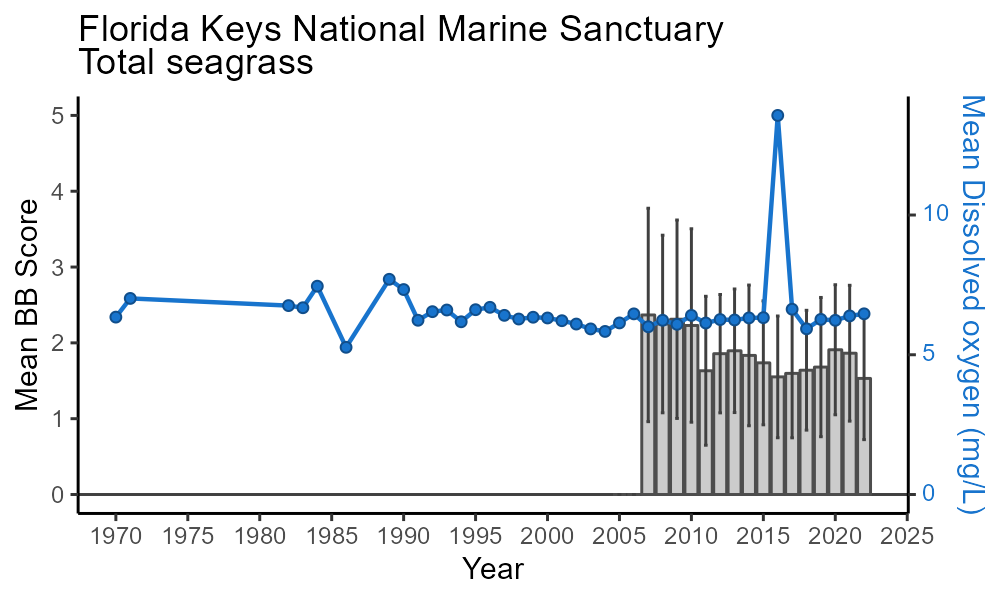 Florida Keys National Marine Sanctuary
Total seagrass
Mean BB Score
5
4
3
2
1
0
10
5
0
Mean Dissolved oxygen (mg/L)
1970 1975 1980 1985 1990 1995 2000 2005 2010 2015 2020 2025
Year